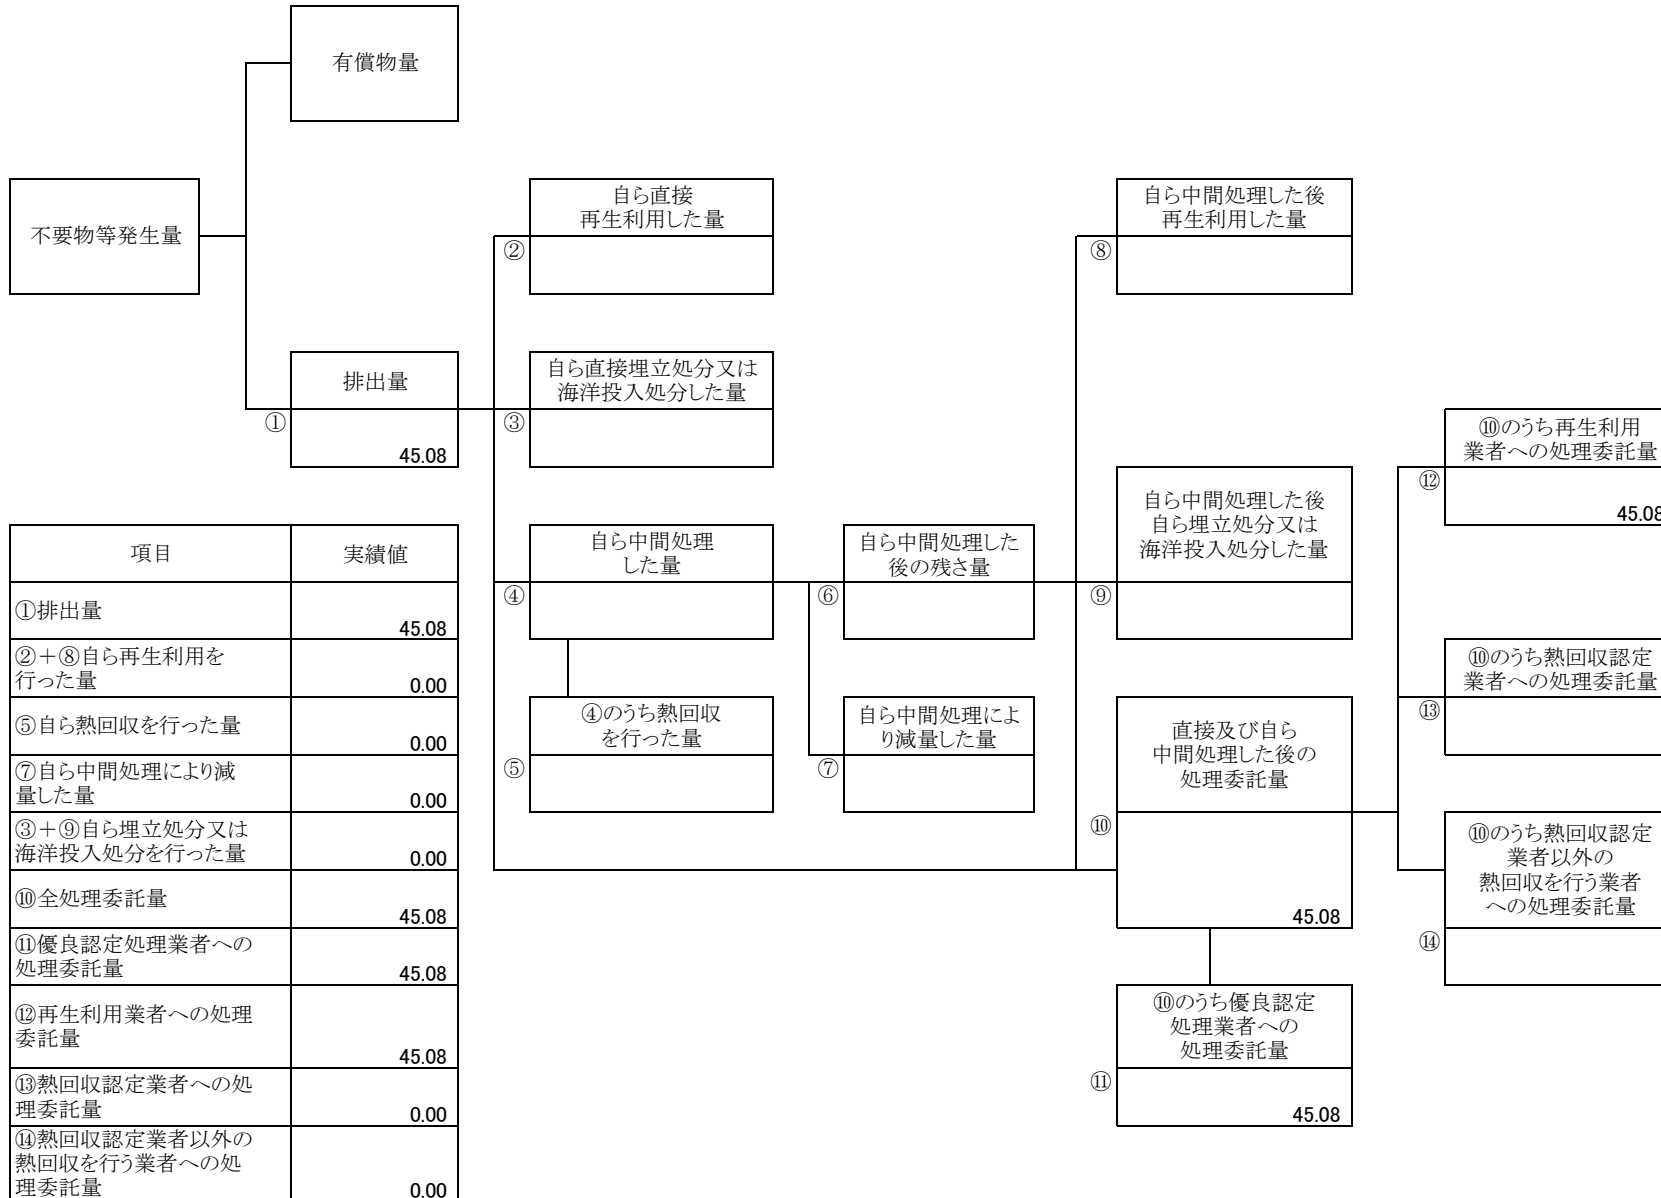 有償物量
不要物等発生量
自ら直接
再生利用した量
②
自ら中間処理した後
再生利用した量
⑧
排出量
①
45.08
自ら直接埋立処分又は
海洋投入処分した量
③
⑩のうち再生利用
業者への処理委託量
⑫
45.08
自ら中間処理
した量
④
自ら中間処理した
後の残さ量
⑥
自ら中間処理した後
自ら埋立処分又は
海洋投入処分した量
⑨
⑩のうち熱回収認定
業者への処理委託量
⑬
④のうち熱回収
を行った量
⑤
自ら中間処理によ
り減量した量
⑦
直接及び自ら
中間処理した後の
処理委託量
⑩
45.08
⑩のうち熱回収認定
業者以外の
熱回収を行う業者
への処理委託量
⑭
⑩のうち優良認定
処理業者への
処理委託量
⑪
45.08
項目 実績値
①排出量 45.08
②+⑧自ら再生利用を
行った量 0.00
⑤自ら熱回収を行った量 0.00
⑦自ら中間処理により減
量した量 0.00
③+⑨自ら埋立処分又は
海洋投入処分を行った量 0.00
⑩全処理委託量 45.08
⑪優良認定処理業者への
処理委託量 45.08
⑫再生利用業者への処理
委託量 45.08
⑬熱回収認定業者への処
理委託量 0.00
⑭熱回収認定業者以外の
熱回収を行う業者への処
理委託量 0.00